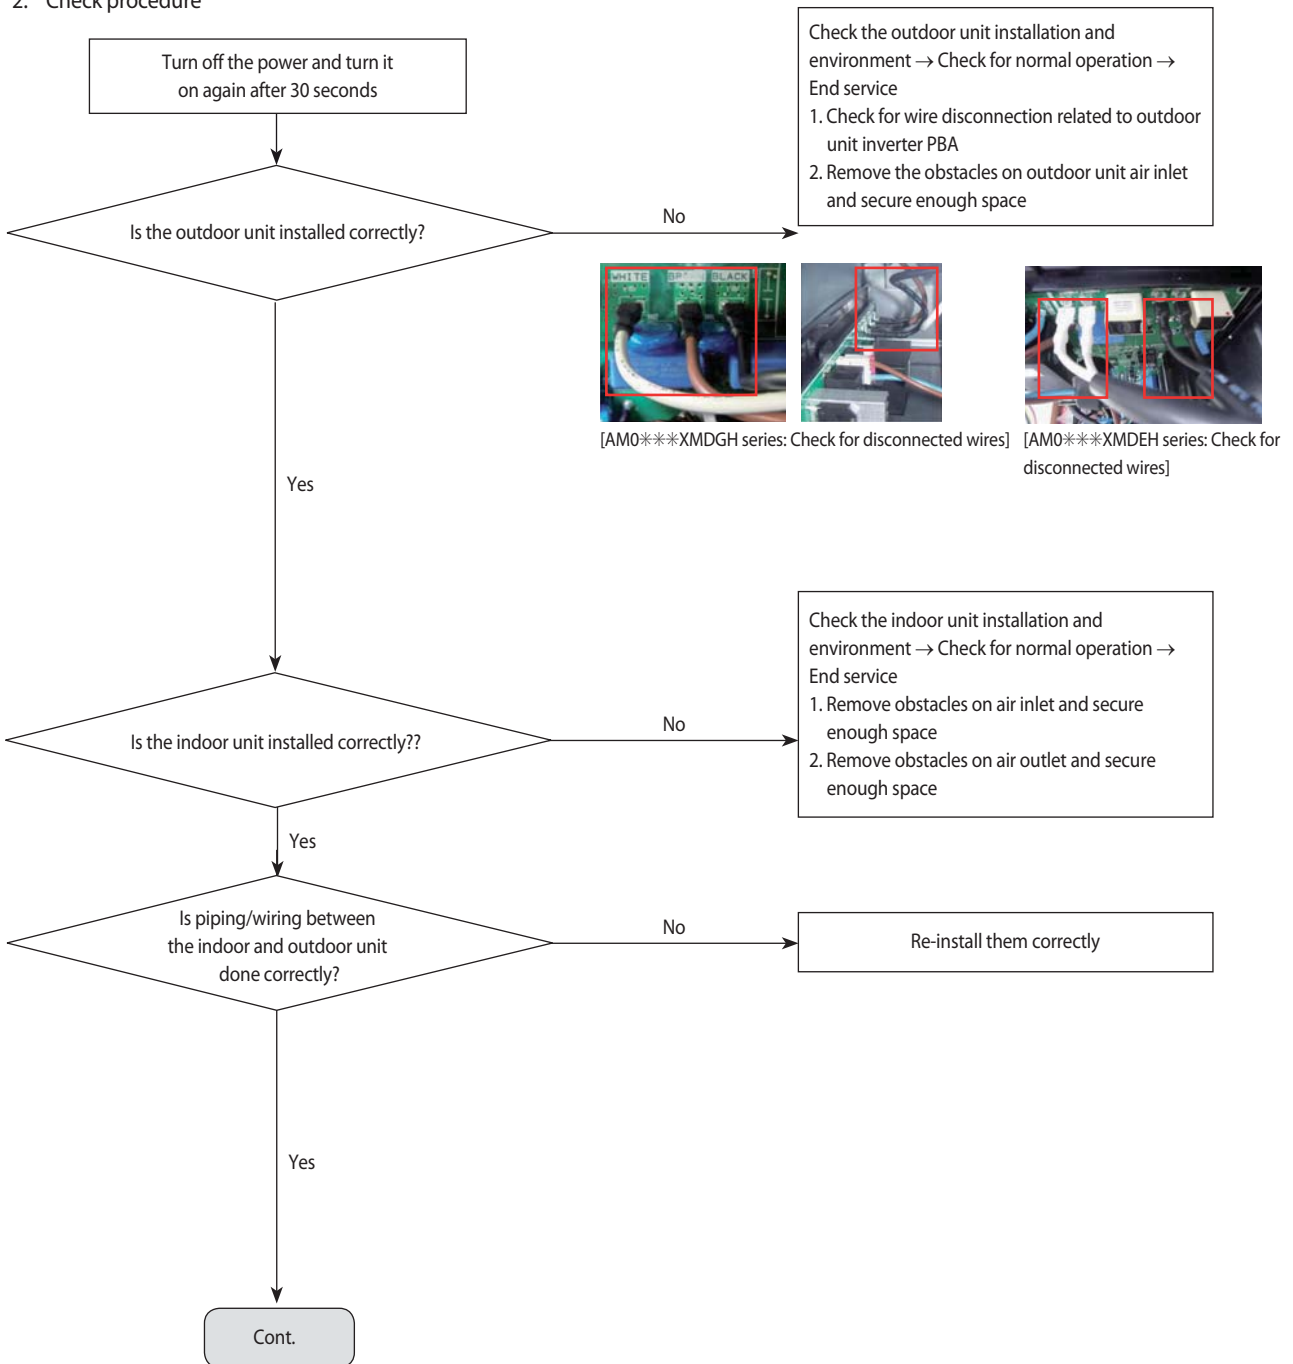 2. Check procedure
Turn off the power and turn it
on again after 30 seconds
Check the outdoor unit installation and
environment → Check for normal operation →
End service
1. Check for wire disconnection related to outdoor
unit inverter PBA
2. Remove the obstacles on outdoor unit air inlet
and secure enough space
Is the outdoor unit installed correctly?
No
WHITE
BLACK
[AM0✳✳✳XMDGH series: Check for disconnected wires]
[AM0✳✳✳XMDEH series: Check for
disconnected wires]
Yes
Check the indoor unit installation and
environment → Check for normal operation →
End service
1. Remove obstacles on air inlet and secure
enough space
2. Remove obstacles on air outlet and secure
enough space
Is the indoor unit installed correctly??
No
Yes
Is piping/wiring between
the indoor and outdoor unit
done correctly?
No
Re-install them correctly
Yes
Cont.